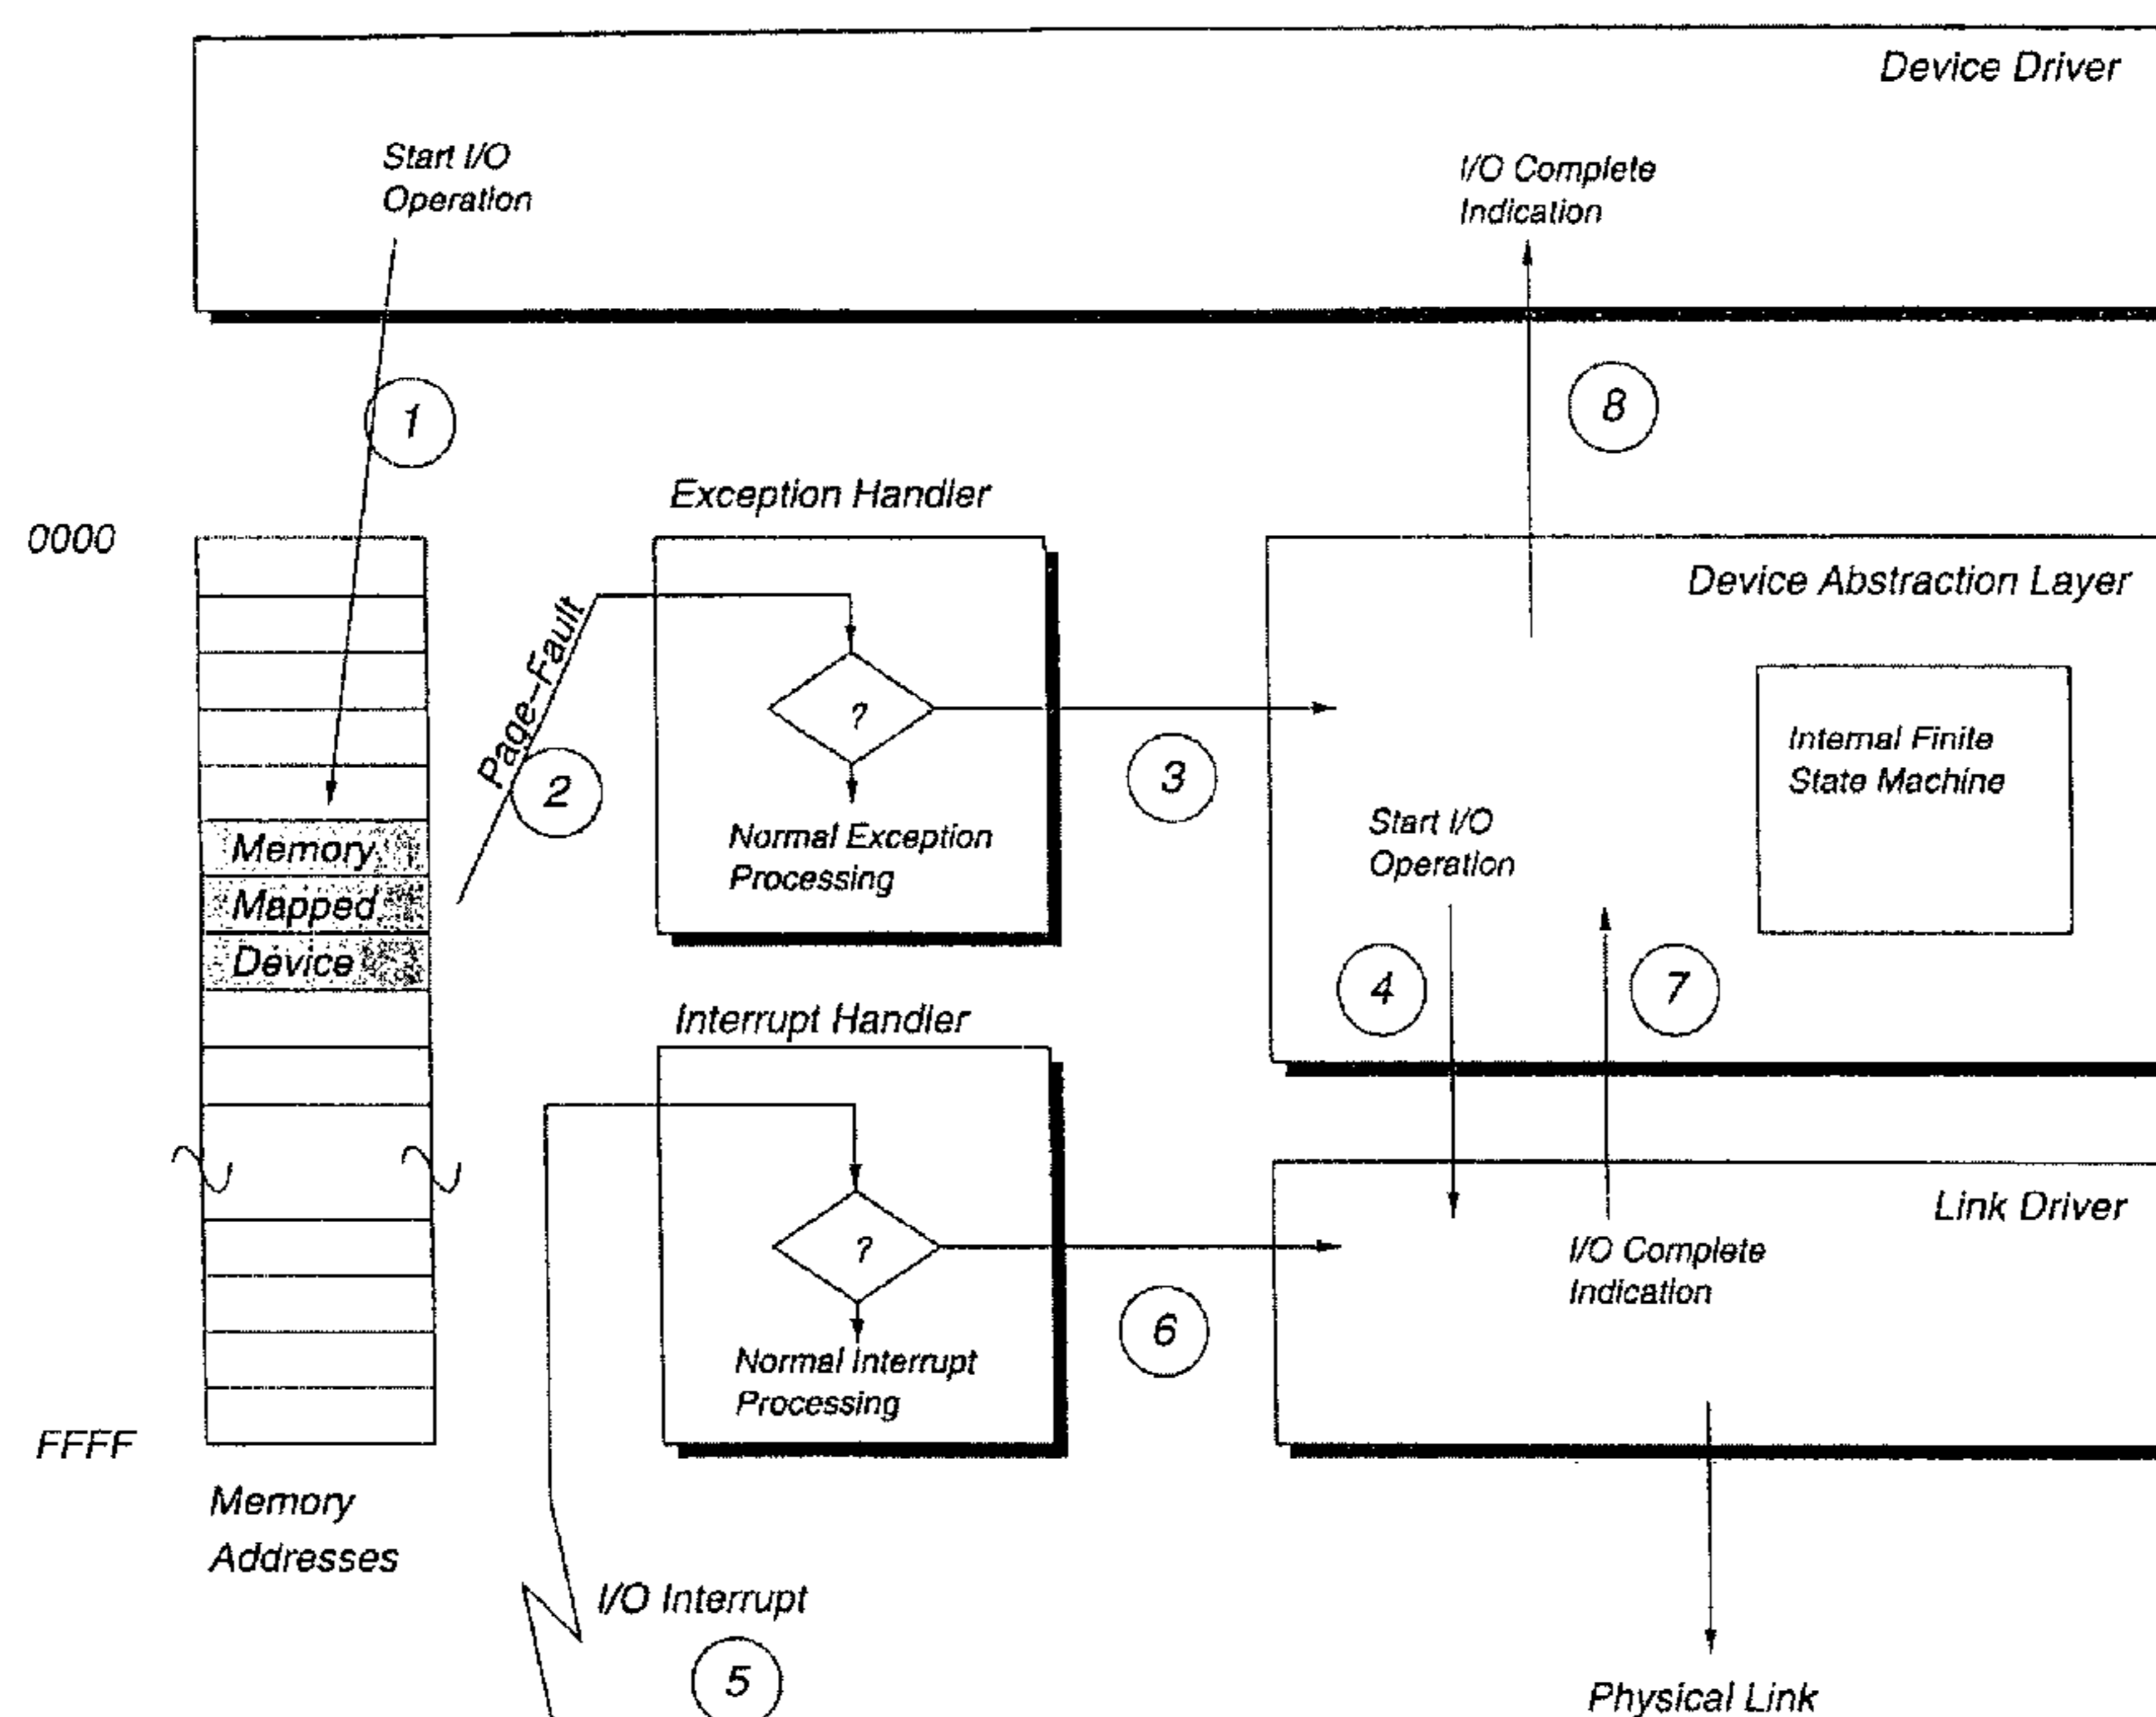 Device Driver
Start I/O
Operation
I/O Complete
Indication
1
8
Exception Handler
0000
Device Abstraction Layer
Page-Fault
?
Internal Finite
State Machine
2
3
Start I/O
Operation
Normal Exception
Processing
Memory
Mapped
Device
4
7
Interrupt Handler
Link Driver
?
I/O Complete
Indication
6
Normal Interrupt
Processing
FFFF
Memory
Addresses
I/O Interrupt
5
Physical Link